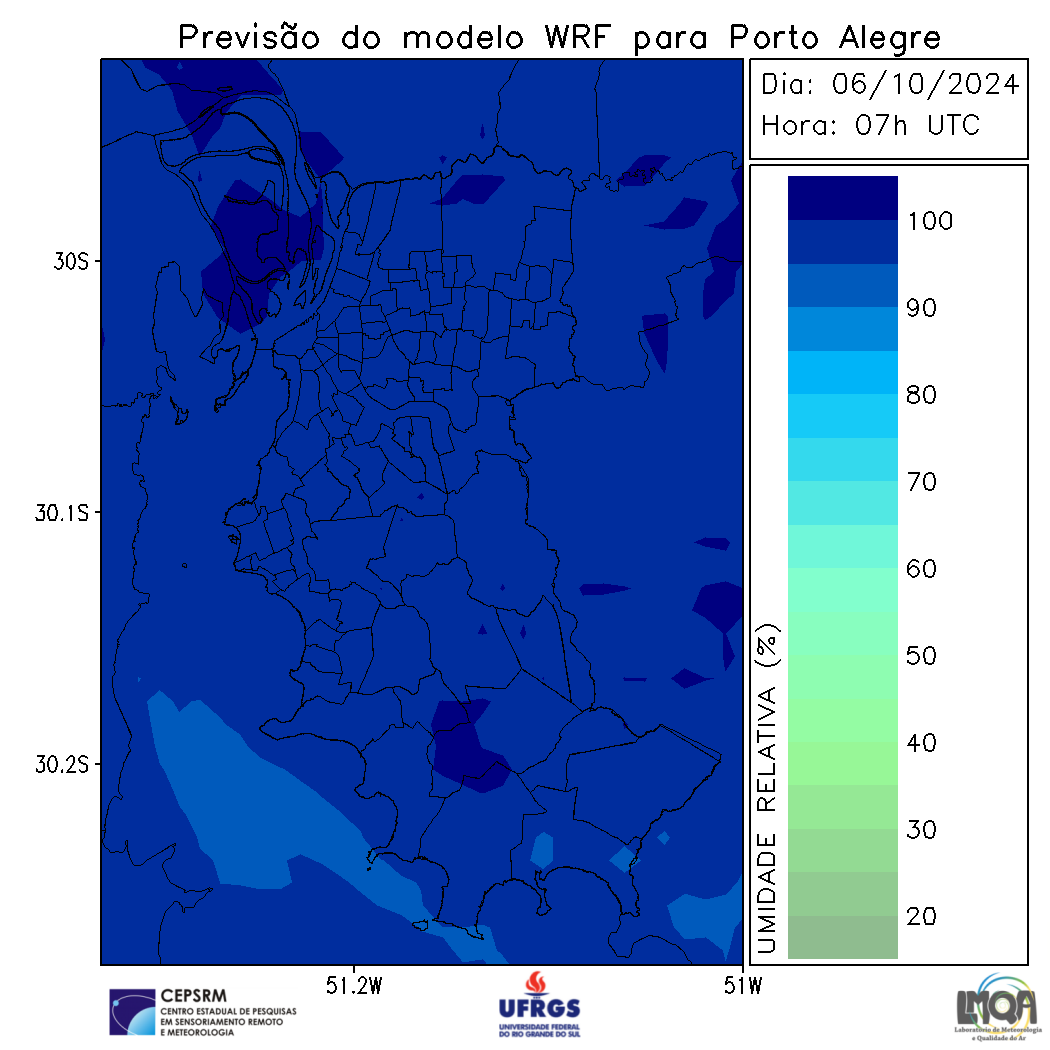 Previsão do modelo WRF para Porto Alegre
Dia: 06/10/2024
Hora: 07h UTC
30S
30.1S
30.2S
51.2W
51W
100
90
80
70
60
50
40
30
20
UMIDADE RELATIVA (%)
CEPSRM
CENTRO ESTADUAL DE PESQUISAS
EM SENSORIAMENTO REMOTO
E METEOROLOGIA
UFRGS
UNIVERSIDADE FEDERAL
DO RIO GRANDE DO SUL
LMQA
Laboratório de Meteorologia
e Qualidade do Ar